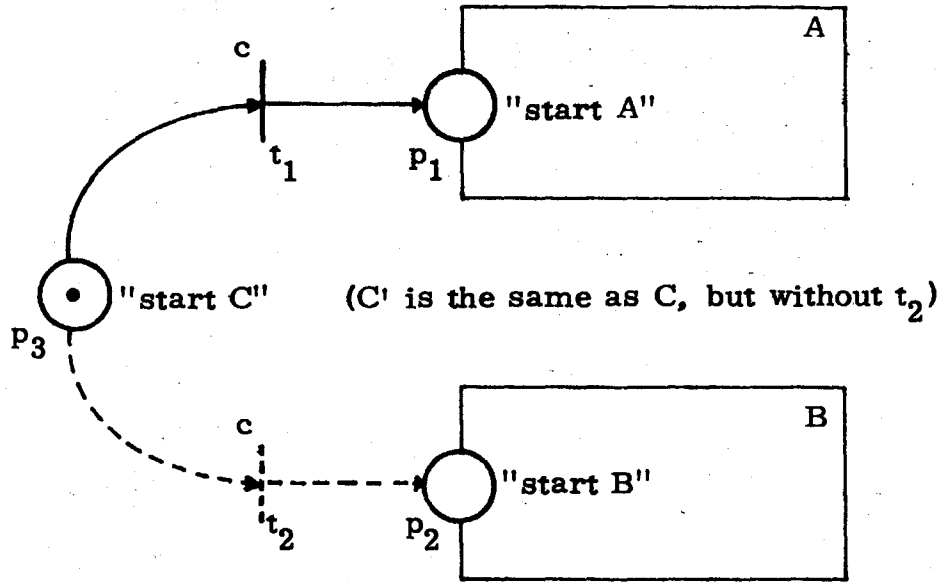 A
c
"start A"
t1
p1
"start C" (C' is the same as C, but without t2)
p3
c
B
"start B"
t2
p2